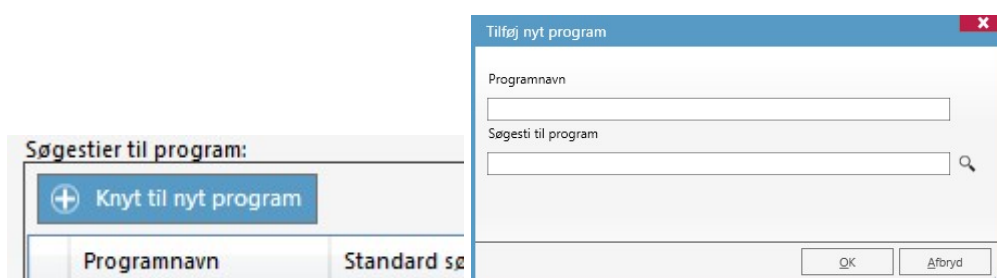 Søgestier til program:
Knyt til nyt program
Programnavn Standard sø
Tilføj nyt program
Programnavn
Søgesti til program
OK Afbryd